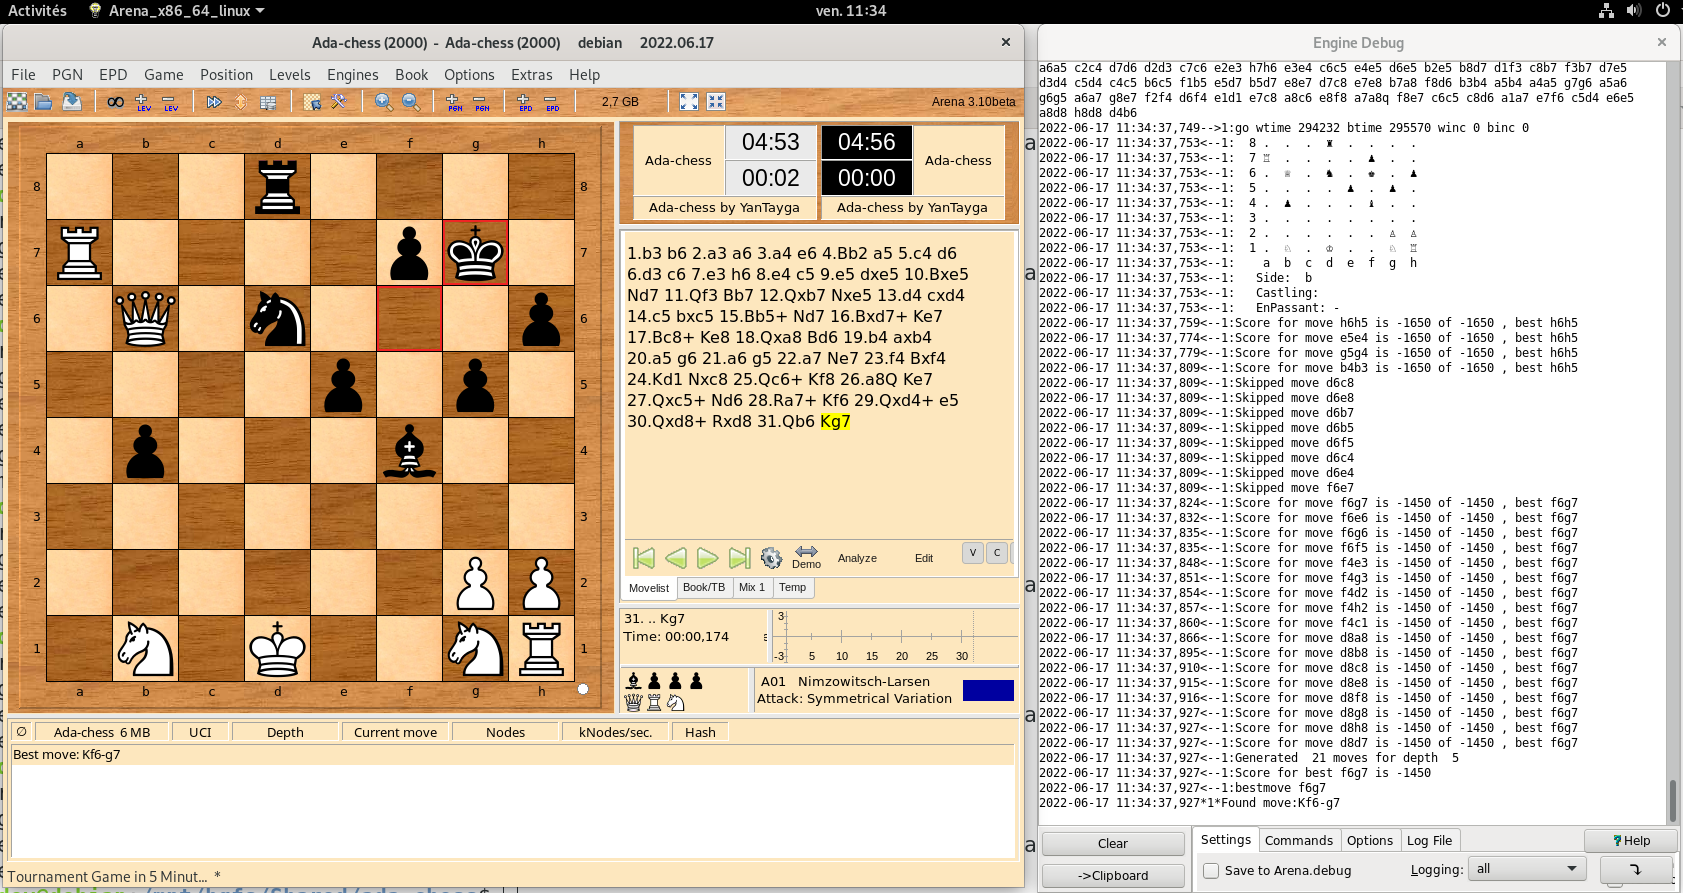 Activités
Arena_x86_64_linux
ven. 11:34
Ada-chess (2000) - Ada-chess (2000) debian 2022.06.17
File PGN EPD Game Position Levels Engines Book Options Extras Help
LEV LEV PGN PGN 2,7 GB EPD EPD Arena 3.10beta
a b c d e f g h
8 8
7 7
6 6
5 5
4 4
3 3
2 2
1 1
a b c d e f g h
Ada-chess 04:53 04:56 Ada-chess
00:02 00:00
Ada-chess by YanTayga Ada-chess by YanTayga
1.b3 b6 2.a3 a6 3.a4 e6 4.Bb2 a5 5.c4 d6
6.d3 c6 7.e3 h6 8.e4 c5 9.e5 dxe5 10.Bxe5
Nd7 11.Qf3 Bb7 12.Qxb7 Nxe5 13.d4 cxd4
14.c5 bxc5 15.Bb5+ Nd7 16.Bxd7+ Ke7
17.Bc8+ Ke8 18.Qxa8 Bd6 19.b4 axb4
20.a5 g6 21.a6 g5 22.a7 Ne7 23.f4 Bxf4
24.Kd1 Nxc8 25.Qc6+ Kf8 26.a8Q Ke7
27.Qxc5+ Nd6 28.Ra7+ Kf6 29.Qxd4+ e5
30.Qxd8+ Rxd8 31.Qb6 Kg7
Demo Analyze Edit V C
Movelist Book/TB Mix 1 Temp
31. .. Kg7
Time: 00:00,174
3
-3 5 10 15 20 25 30
A01 Nimzowitsch-Larsen
Attack: Symmetrical Variation
Ada-chess 6 MB UCI Depth Current move Nodes kNodes/sec. Hash
Best move: Kf6-g7
Tournament Game in 5 Minut... *
Engine Debug
a6a5 c2c4 d7d6 d2d3 c7c6 e2e3 h7h6 e3e4 c6c5 e4e5 d6e5 b2e5 b8d7 d1f3 c8b7 f3b7 d7e5
d3d4 c5d4 c4c5 b6c5 f1b5 e5d7 b5d7 e8e7 d7c8 e7e8 b7a8 f8d6 b3b4 a5b4 a4a5 g7g6 a5a6
g6g5 a6a7 g8e7 f2f4 d6f4 e1d1 e7c8 a8c6 e8f8 a7a8q f8e7 c6c5 c8d6 a1a7 e7f6 c5d4 e6e5
a8d8 h8d8 d4b6
2022-06-17 11:34:37,749-->1:go wtime 294232 btime 295570 winc 0 binc 0
2022-06-17 11:34:37,753<--1: 8 . . . ♜ . . . .
2022-06-17 11:34:37,753<--1: 7 ♖ . . . . ♟ . .
2022-06-17 11:34:37,753<--1: 6 . ♕ . ♞ . ♚ . ♟
2022-06-17 11:34:37,753<--1: 5 . . . . ♟ . ♟ .
2022-06-17 11:34:37,753<--1: 4 . ♟ . . . ♝ . .
2022-06-17 11:34:37,753<--1: 3 . . . . . . . .
2022-06-17 11:34:37,753<--1: 2 . . . . . . ♙ ♙
2022-06-17 11:34:37,753<--1: 1 . ♘ . ♔ . . ♘ ♖
2022-06-17 11:34:37,753<--1: a b c d e f g h
2022-06-17 11:34:37,753<--1: Side: b
2022-06-17 11:34:37,753<--1: Castling:
2022-06-17 11:34:37,753<--1: EnPassant: -
2022-06-17 11:34:37,759<--1:Score for move h6h5 is -1650 of -1650 , best h6h5
2022-06-17 11:34:37,774<--1:Score for move e5e4 is -1650 of -1650 , best h6h5
2022-06-17 11:34:37,779<--1:Score for move g5g4 is -1650 of -1650 , best h6h5
2022-06-17 11:34:37,809<--1:Score for move b4b3 is -1650 of -1650 , best h6h5
2022-06-17 11:34:37,809<--1:Skipped move d6c8
2022-06-17 11:34:37,809<--1:Skipped move d6e8
2022-06-17 11:34:37,809<--1:Skipped move d6b7
2022-06-17 11:34:37,809<--1:Skipped move d6b5
2022-06-17 11:34:37,809<--1:Skipped move d6f5
2022-06-17 11:34:37,809<--1:Skipped move d6c4
2022-06-17 11:34:37,809<--1:Skipped move d6e4
2022-06-17 11:34:37,809<--1:Skipped move f6e7
2022-06-17 11:34:37,824<--1:Score for move f6g7 is -1450 of -1450 , best f6g7
2022-06-17 11:34:37,832<--1:Score for move f6e6 is -1450 of -1450 , best f6g7
2022-06-17 11:34:37,835<--1:Score for move f6g6 is -1450 of -1450 , best f6g7
2022-06-17 11:34:37,835<--1:Score for move f6f5 is -1450 of -1450 , best f6g7
2022-06-17 11:34:37,848<--1:Score for move f4e3 is -1450 of -1450 , best f6g7
2022-06-17 11:34:37,851<--1:Score for move f4g3 is -1450 of -1450 , best f6g7
2022-06-17 11:34:37,854<--1:Score for move f4d2 is -1450 of -1450 , best f6g7
2022-06-17 11:34:37,857<--1:Score for move f4h2 is -1450 of -1450 , best f6g7
2022-06-17 11:34:37,860<--1:Score for move f4c1 is -1450 of -1450 , best f6g7
2022-06-17 11:34:37,866<--1:Score for move d8a8 is -1450 of -1450 , best f6g7
2022-06-17 11:34:37,895<--1:Score for move d8b8 is -1450 of -1450 , best f6g7
2022-06-17 11:34:37,910<--1:Score for move d8c8 is -1450 of -1450 , best f6g7
2022-06-17 11:34:37,915<--1:Score for move d8e8 is -1450 of -1450 , best f6g7
2022-06-17 11:34:37,916<--1:Score for move d8f8 is -1450 of -1450 , best f6g7
2022-06-17 11:34:37,927<--1:Score for move d8g8 is -1450 of -1450 , best f6g7
2022-06-17 11:34:37,927<--1:Score for move d8h8 is -1450 of -1450 , best f6g7
2022-06-17 11:34:37,927<--1:Score for move d8d7 is -1450 of -1450 , best f6g7
2022-06-17 11:34:37,927<--1:Generated 21 moves for depth 5
2022-06-17 11:34:37,927<--1:Score for best f6g7 is -1450
2022-06-17 11:34:37,927<--1:bestmove f6g7
2022-06-17 11:34:37,927*1*Found move:Kf6-g7
Clear
->Clipboard
Settings Commands Options Log File ?Help
Save to Arena.debug Logging: all